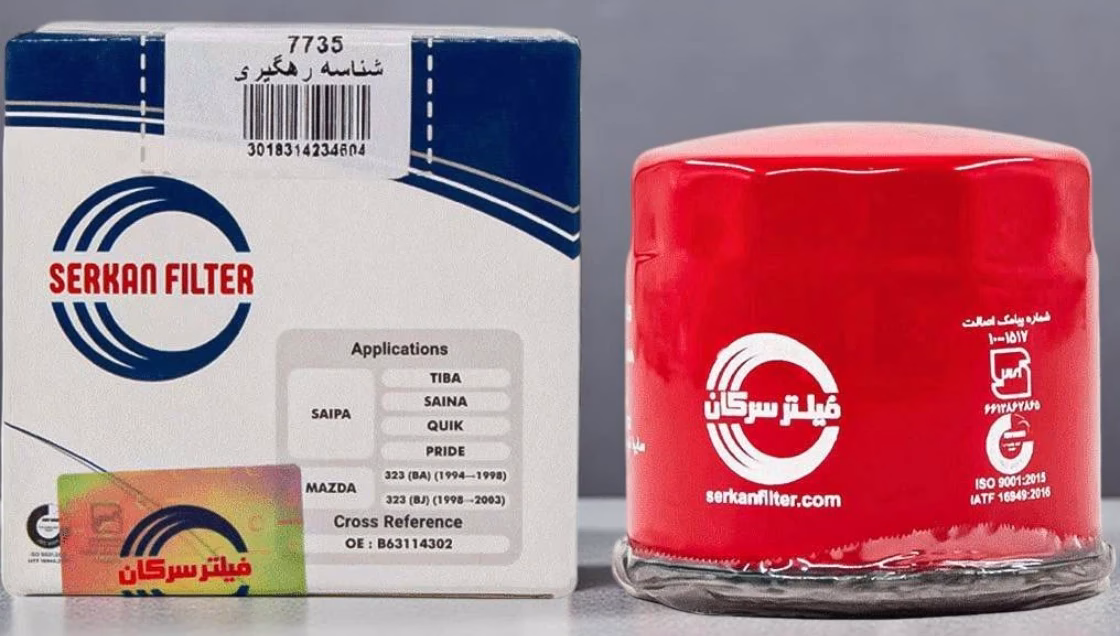 7735
شناسه رهگیری
3018314234604
SERKAN FILTER
Applications
SAIPA
TIBA
SAINA
QUIK
PRIDE
MAZDA
323 (BA) (1994→1998)
323 (BJ) (1998→2003)
Cross Reference
OE : B63114302
فیلتر سرکان
فیلتر سرکان
serkanfilter.com
شماره پیامک اصالت
۱۰۰۰۱۵۱۷
۶۶۱۲۸۶۲۸۶۵
ISO 9001:2015
IATF 16949:2016